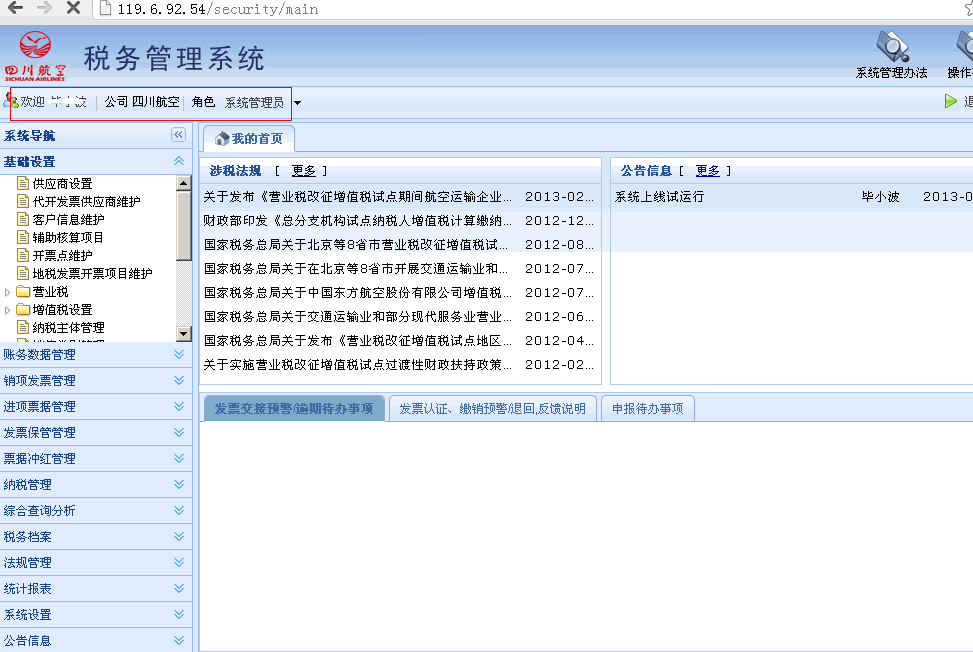 119.6.92.54/security/main
四川航空
SICHUAN AIRLINES
税务管理系统
系统管理办法
操作
欢迎 公司 四川航空 角色 系统管理员
系统导航
我的首页
基础设置
供应商设置
代开发票供应商维护
客户信息维护
辅助核算项目
开票点维护
地税发票开票项目维护
营业税
增值税设置
纳税主体管理
账务数据管理
销项发票管理
进项票据管理
发票保管管理
票据冲红管理
纳税管理
综合查询分析
税务档案
法规管理
统计报表
系统设置
公告信息
涉税法规 [ 更多 ]
关于发布《营业税改征增值税试点期间航空运输企业... 2013-02...
财政部印发《总分支机构试点纳税人增值税计算缴纳... 2012-12...
国家税务总局关于北京等8省市营业税改征增值税试... 2012-08...
国家税务总局关于在北京等8省市开展交通运输业和... 2012-07...
国家税务总局关于中国东方航空股份有限公司增值税... 2012-07...
国家税务总局关于交通运输业和部分现代服务业营业... 2012-06...
国家税务总局关于发布《营业税改征增值税试点地区... 2012-04...
关于实施营业税改征增值税试点过渡性财政扶持政策... 2012-02...
公告信息 [ 更多 ]
系统上线试运行 毕小波 2013-0
发票交接预警/逾期待办事项
发票认证、缴销预警/退回,反馈说明
申报待办事项